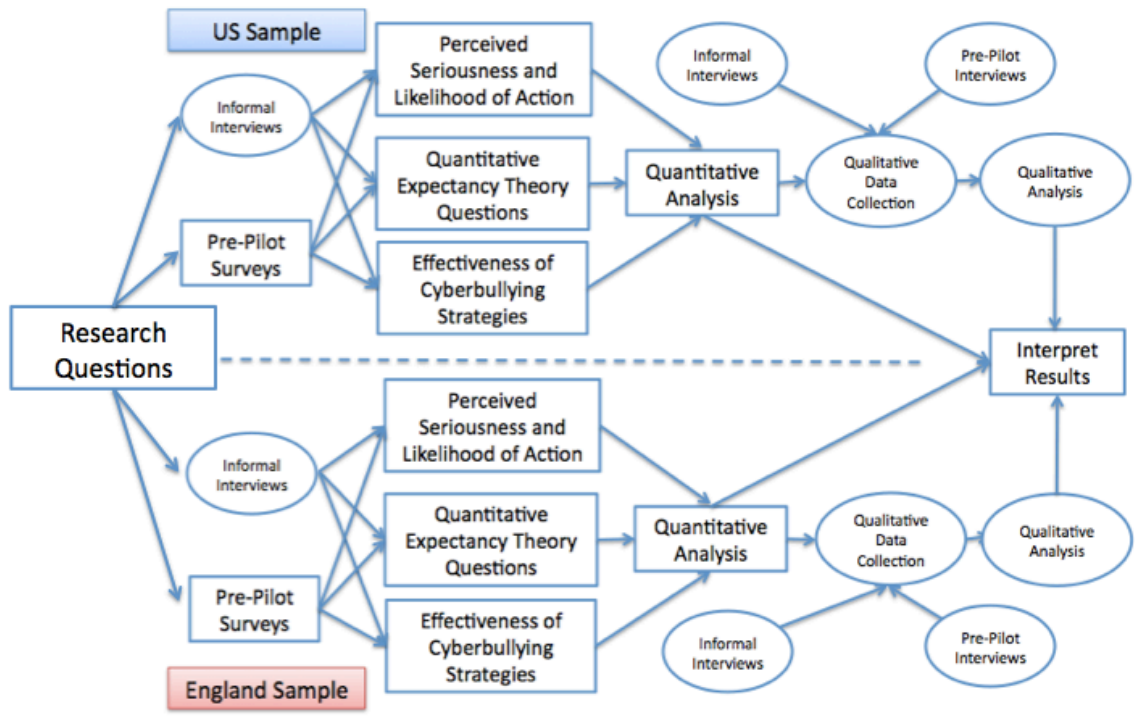 US Sample
Informal
Interviews
Pre-Pilot
Surveys
Perceived
Seriousness and
Likelihood of Action
Quantitative
Expectancy Theory
Questions
Effectiveness of
Cyberbullying
Strategies
Quantitative
Analysis
Informal
Interviews
Pre-Pilot
Interviews
Qualitative
Data
Collection
Qualitative
Analysis
Research
Questions
Interpret
Results
Informal
Interviews
Pre-Pilot
Surveys
Perceived
Seriousness and
Likelihood of Action
Quantitative
Expectancy Theory
Questions
Effectiveness of
Cyberbullying
Strategies
Quantitative
Analysis
Qualitative
Data
Collection
Qualitative
Analysis
Informal
Interviews
Pre-Pilot
Interviews
England Sample